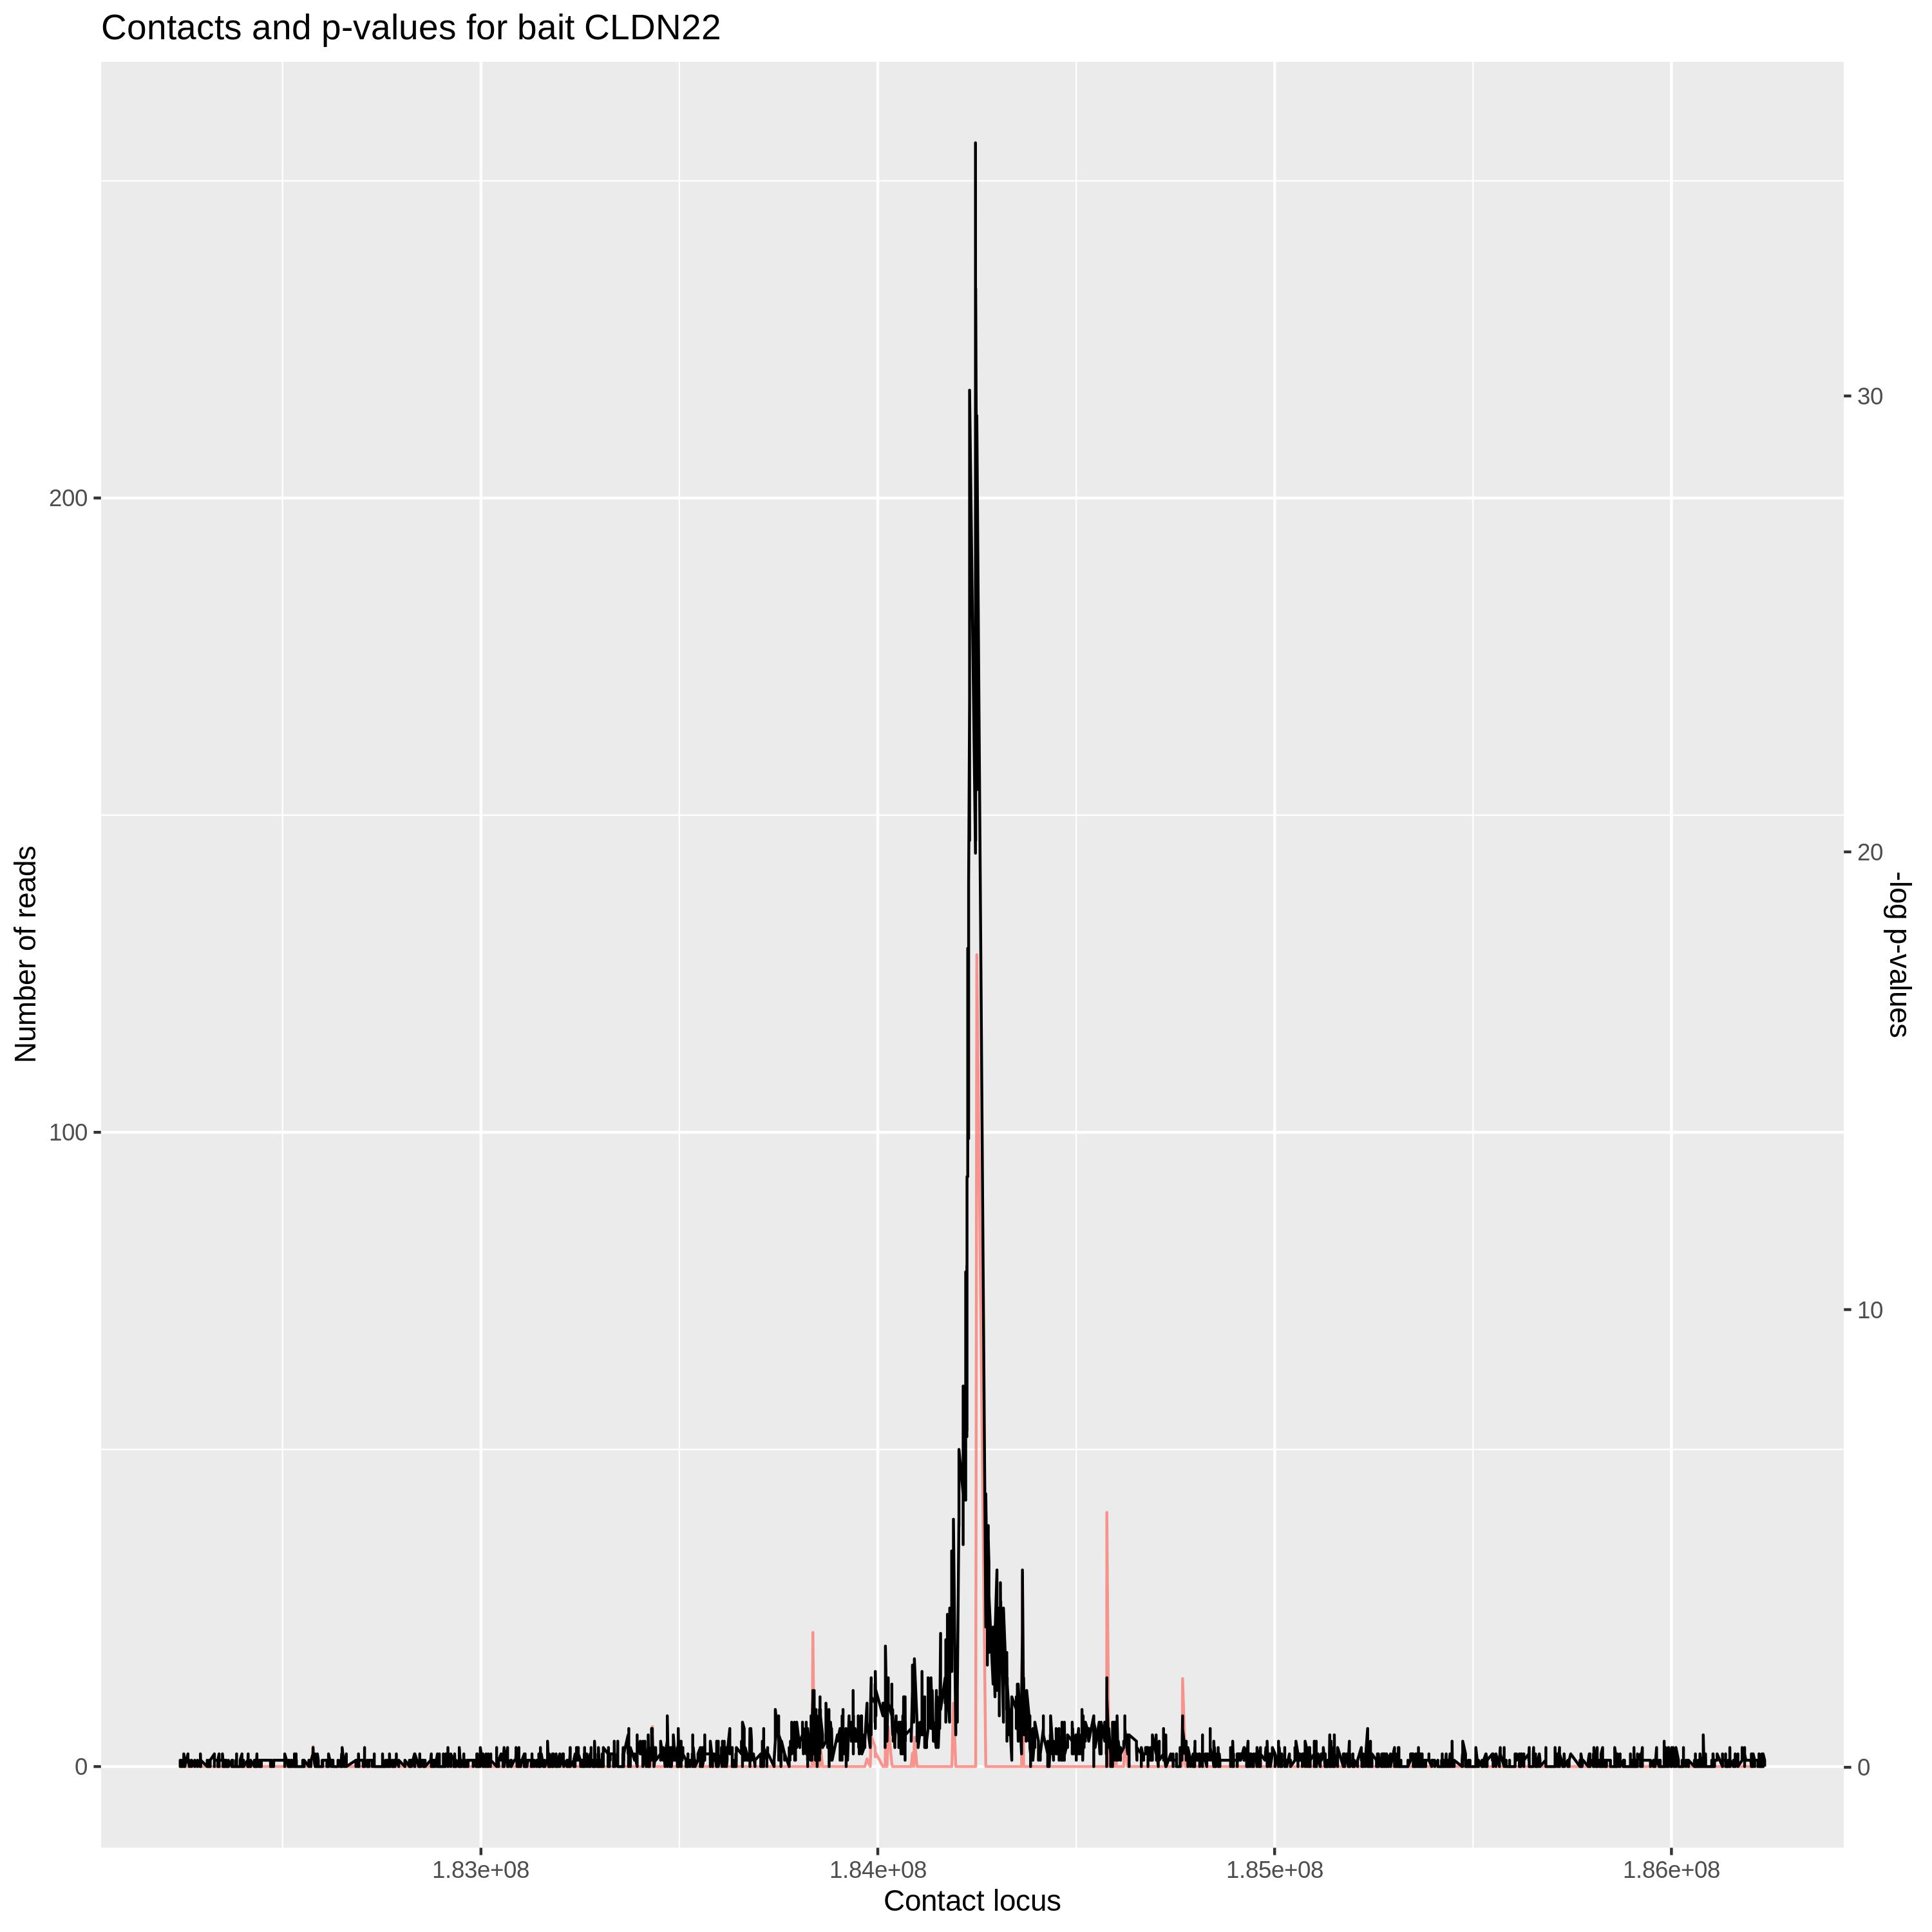 Contacts and p-values for bait CLDN22
Number of reads
200
100
0
30
20
10
0
-log p-values
1.83e+08
1.84e+08
1.85e+08
1.86e+08
Contact locus